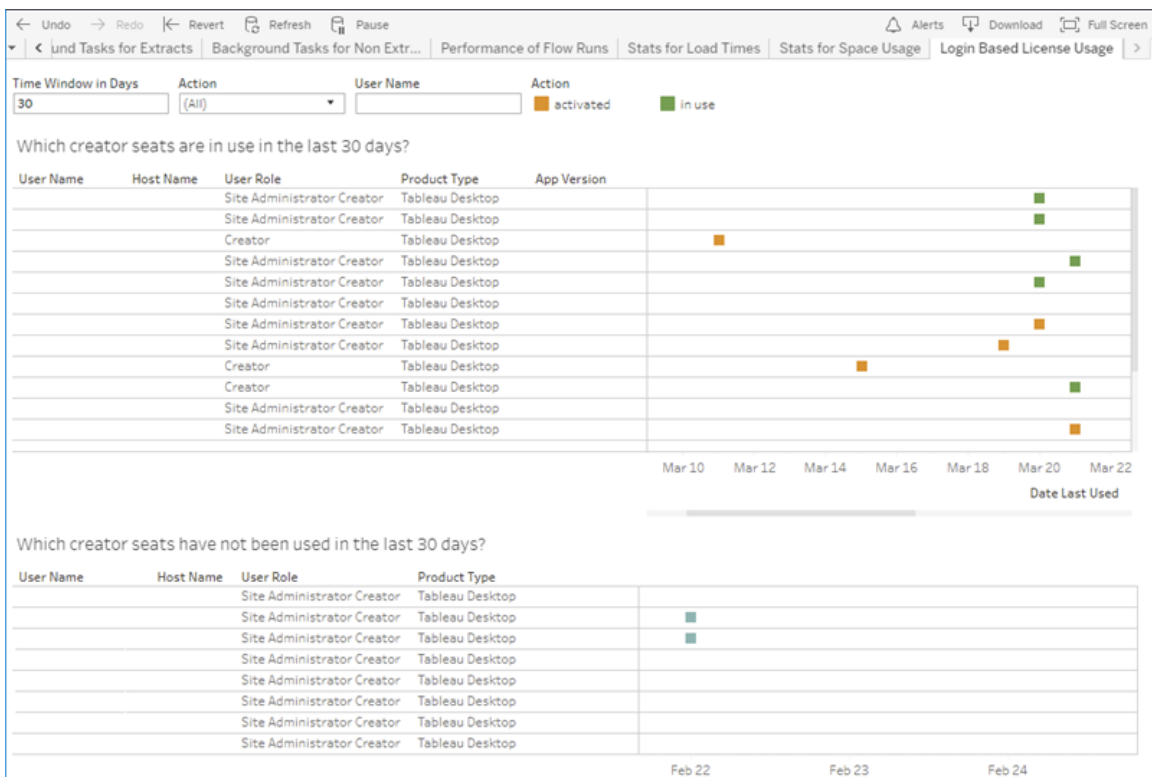 Undo Redo Revert Refresh Pause Alerts Download Full Screen
und Tasks for Extracts Background Tasks for Non Extr... Performance of Flow Runs Stats for Load Times Stats for Space Usage Login Based License Usage
Time Window in Days Action User Name Action
30 (All) activated in use
Which creator seats are in use in the last 30 days?
User Name Host Name User Role Product Type App Version
Site Administrator Creator Tableau Desktop
Site Administrator Creator Tableau Desktop
Creator Tableau Desktop
Site Administrator Creator Tableau Desktop
Site Administrator Creator Tableau Desktop
Site Administrator Creator Tableau Desktop
Site Administrator Creator Tableau Desktop
Site Administrator Creator Tableau Desktop
Creator Tableau Desktop
Creator Tableau Desktop
Site Administrator Creator Tableau Desktop
Site Administrator Creator Tableau Desktop
Mar 10 Mar 12 Mar 14 Mar 16 Mar 18 Mar 20 Mar 22
Date Last Used
Which creator seats have not been used in the last 30 days?
User Name Host Name User Role Product Type
Site Administrator Creator Tableau Desktop
Site Administrator Creator Tableau Desktop
Site Administrator Creator Tableau Desktop
Site Administrator Creator Tableau Desktop
Site Administrator Creator Tableau Desktop
Site Administrator Creator Tableau Desktop
Site Administrator Creator Tableau Desktop
Site Administrator Creator Tableau Desktop
Feb 22 Feb 23 Feb 24